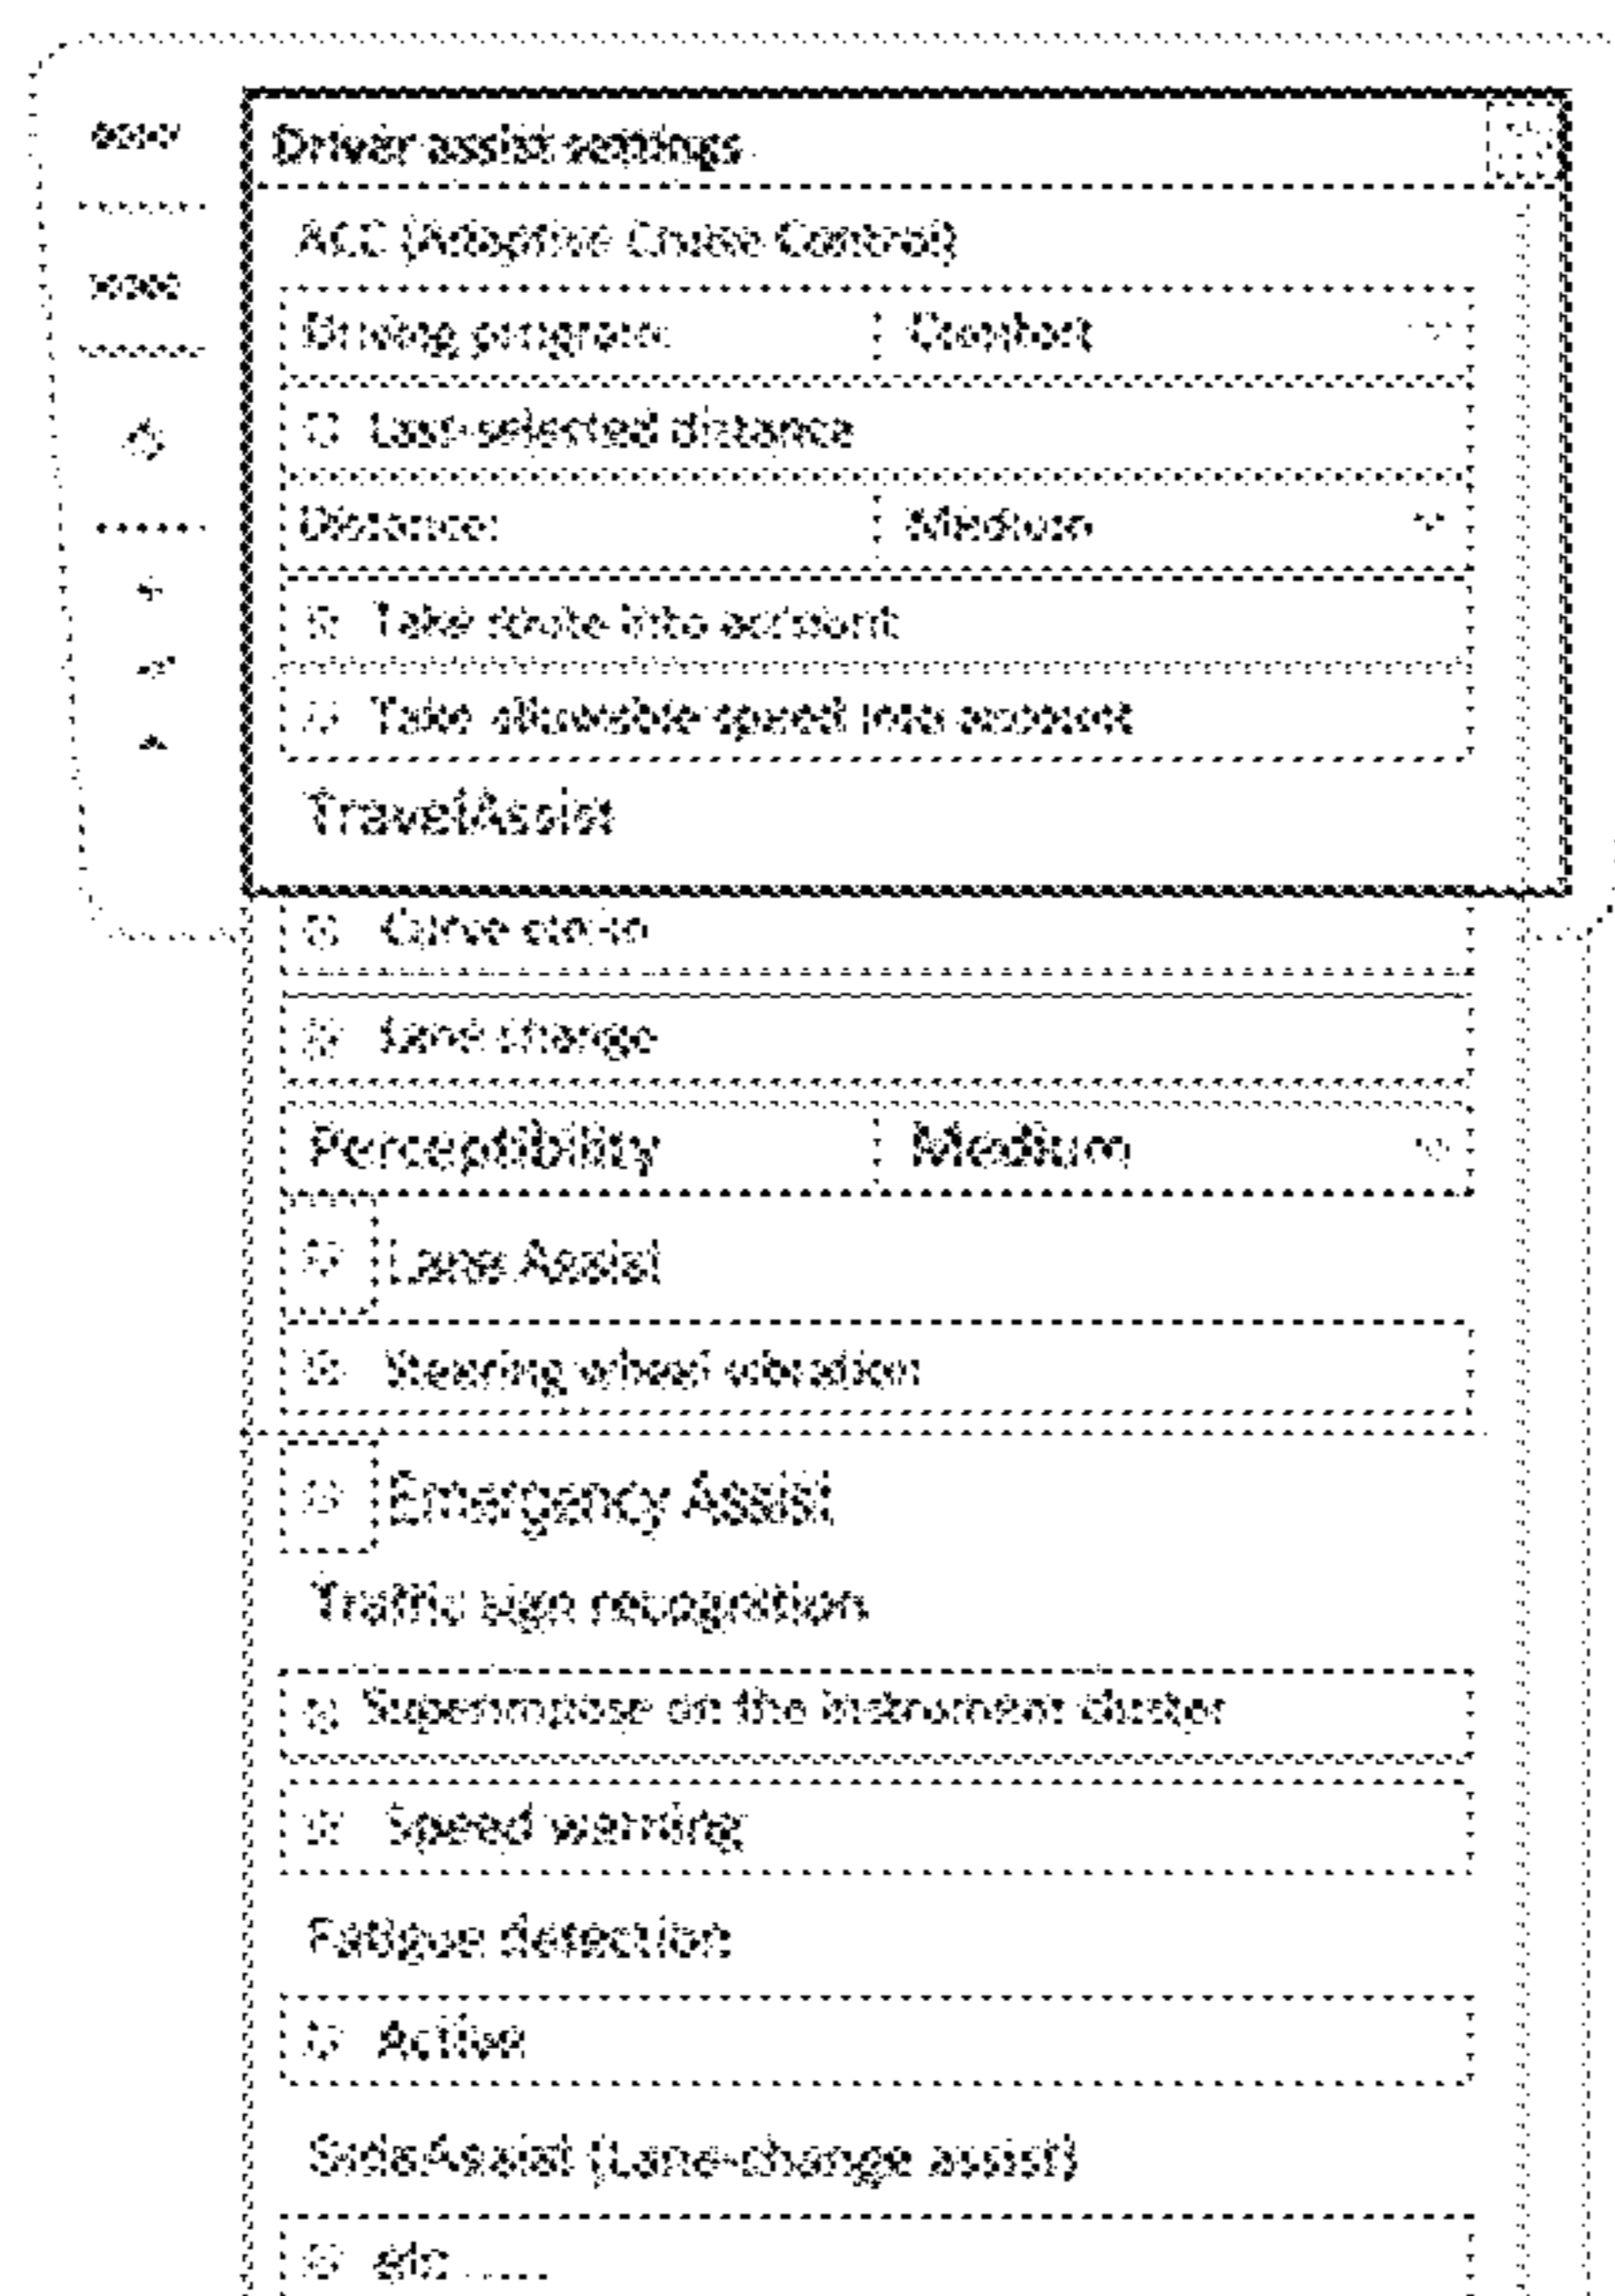 Driver assist settings
ACC (Adaptive Cruise Control)
Driving program: Comfort
Last-selected distance
Distance: Medium
Take route into account
Take allowable speed into account
TravelAssist
Curve
Lane change
Perceptibility Medium
Lane Assist
Steering wheel vibration
Emergency Assist
Traffic sign recognition
Superimpose on the instrument cluster
Speed warning
Fatigue detection
Active
SideAssist (Lane-change assist)
etc .....